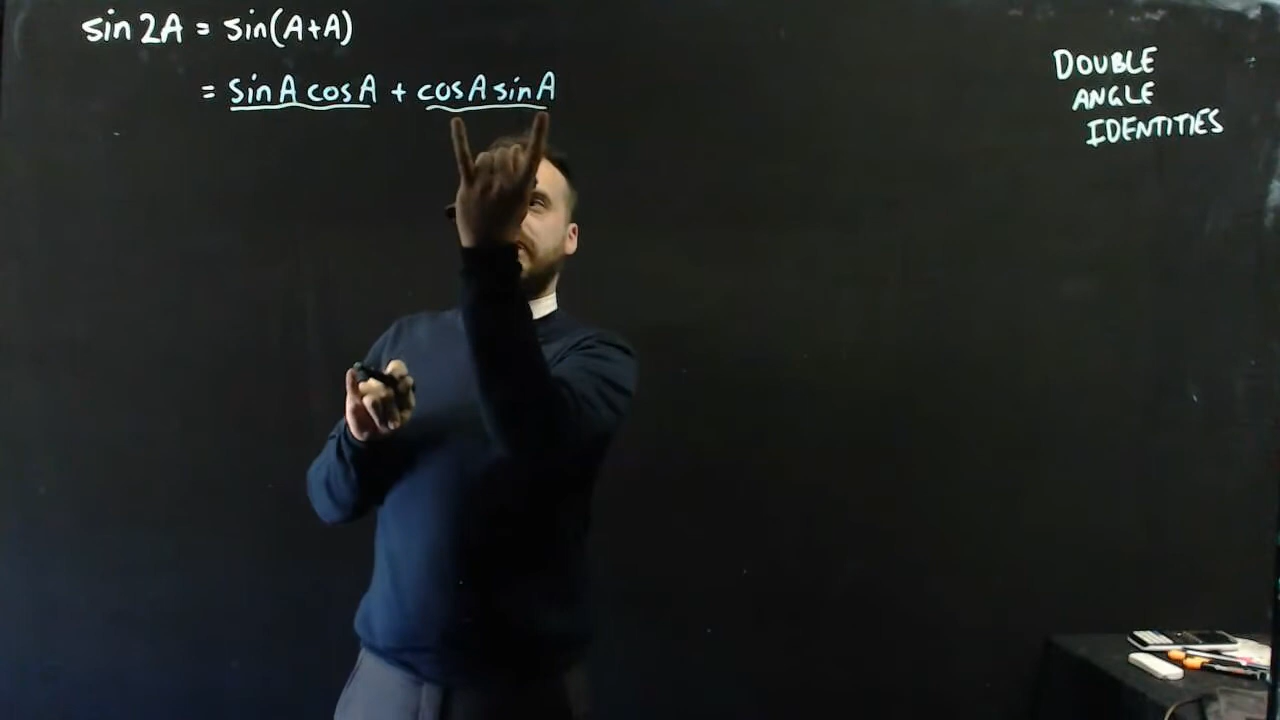 sin 2A = sin(A+A)
= sin A cos A + cos A sin A
DOUBLE
ANGLE
IDENTITIES